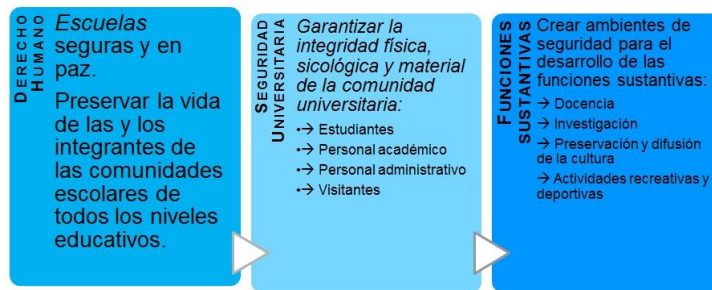 DERECHO
HUMANO
Escuelas
seguras y en
paz.
Preservar la vida
de las y los
integrantes de
las comunidades
escolares de
todos los niveles
educativos.
SEGURIDAD
UNIVERSITARIA
Garantizar la
integridad física,
sicológica y material
de la comunidad
universitaria:
•→ Estudiantes
•→ Personal académico
•→ Personal administrativo
•→ Visitantes
FUNCIONES
SUSTANTIVAS
Crear ambientes de
seguridad para el
desarrollo de las
funciones sustantivas:
→ Docencia
→ Investigación
→ Preservación y difusión
de la cultura
→ Actividades recreativas y
deportivas